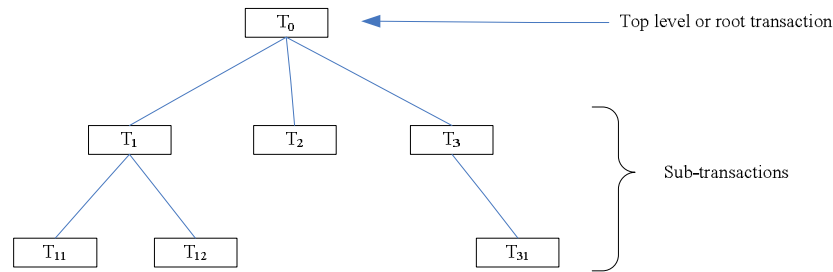 T₀
Top level or root transaction
T₁
T₂
T₃
Sub-transactions
T₁₁
T₁₂
T₃₁